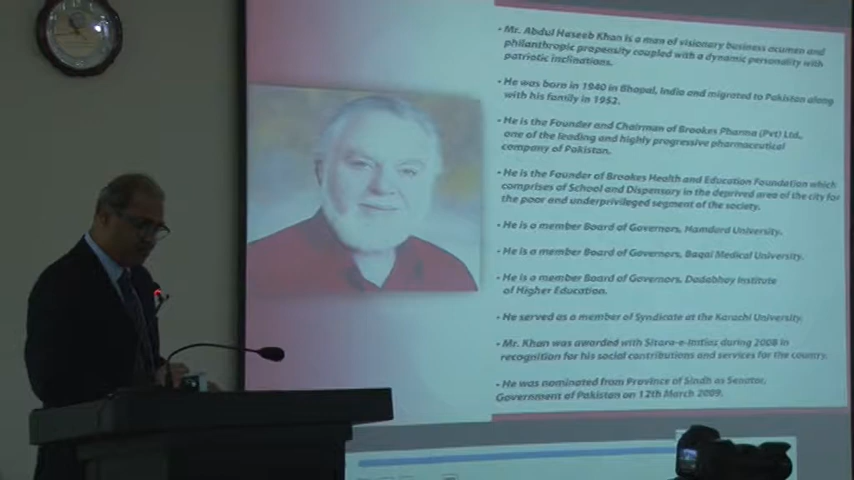 • Mr. Abdul Haseeb Khan is a man of visionary business acumen and
philanthropic propensity coupled with a dynamic personality with
patriotic inclinations.
• He was born in 1940 in Bhopal, India and migrated to Pakistan along
with his family in 1952.
• He is the Founder and Chairman of Brookes Pharma (Pvt) Ltd.,
one of the leading and highly progressive pharmaceutical
company of Pakistan.
• He is the Founder of Brookes Health and Education Foundation which
comprises of School and Dispensary in the deprived area of the city for
the poor and underprivileged segment of the society.
• He is a member Board of Governors, Hamdard University.
• He is a member Board of Governors, Baqai Medical University.
• He is a member Board of Governors, Dadabhoy Institute
of Higher Education.
• He served as a member of Syndicate at the Karachi University.
• Mr. Khan was awarded with Sitara-e-Imtiaz during 2008 in
recognition for his social contributions and services for the country.
• He was nominated from Province of Sindh as Senator,
Government of Pakistan on 12th March 2009.